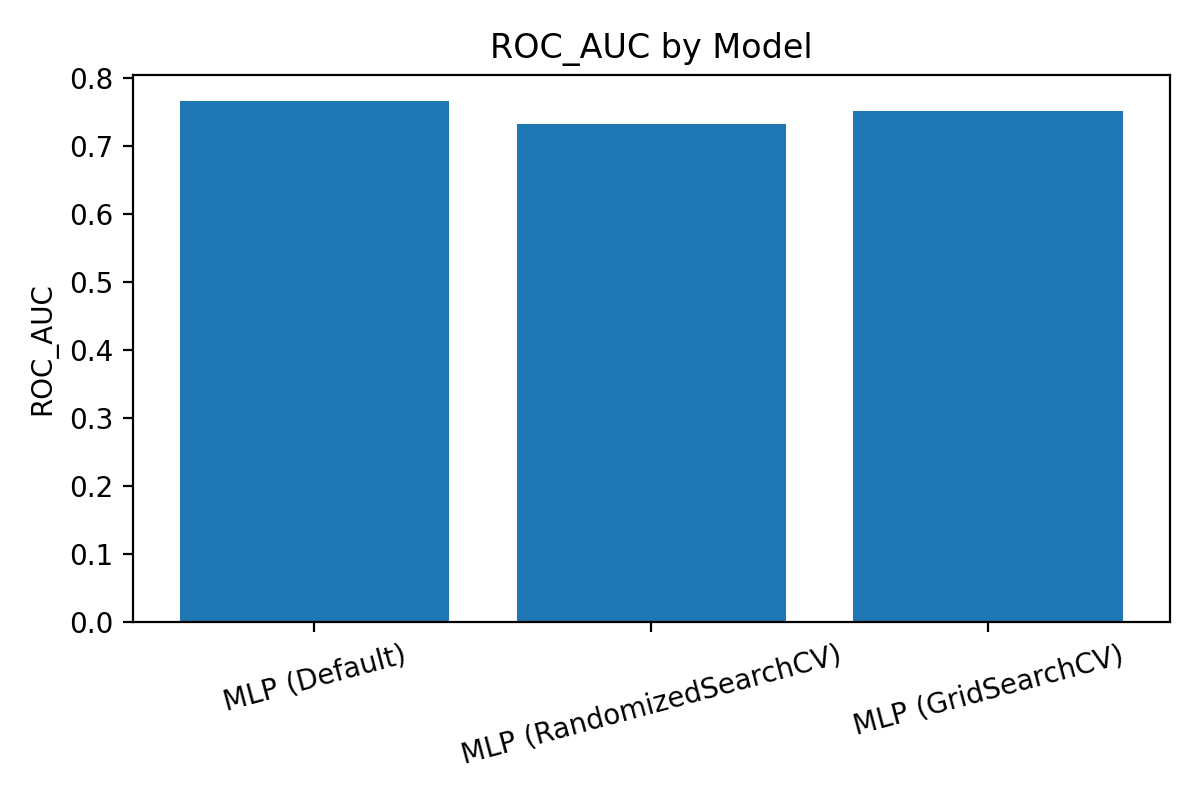 ROC_AUC by Model
ROC_AUC
0.8
0.7
0.6
0.5
0.4
0.3
0.2
0.1
0.0
MLP (Default)
MLP (RandomizedSearchCV)
MLP (GridSearchCV)